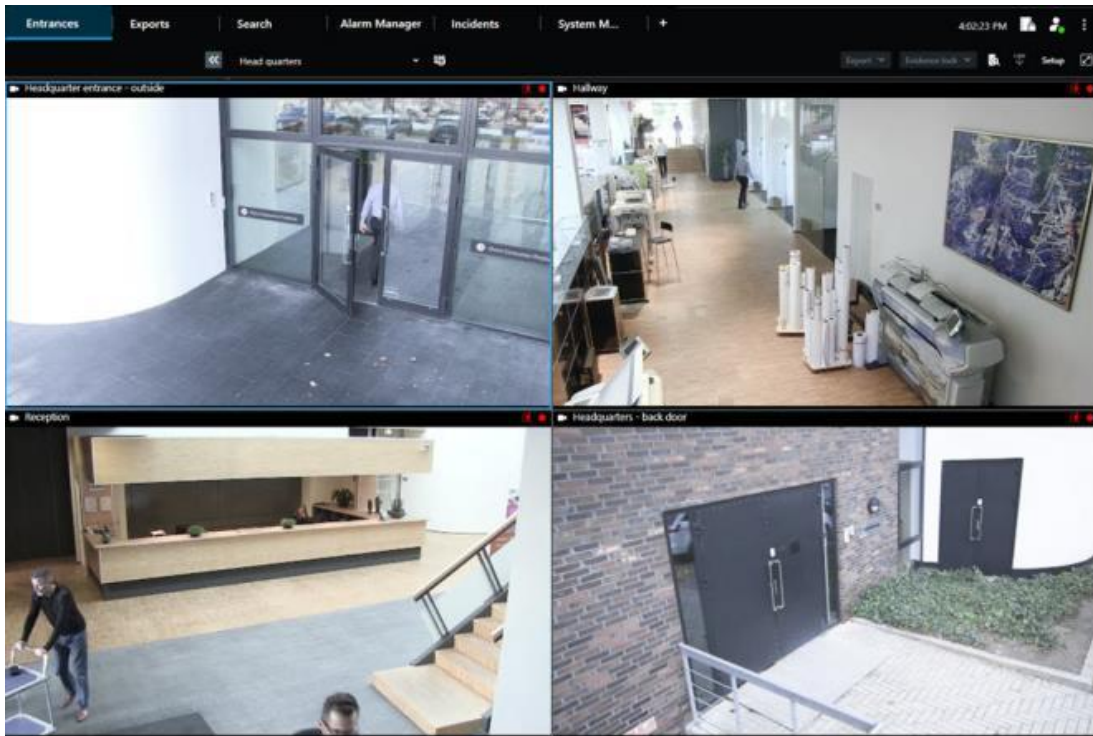 Entrances Exports Search Alarm Manager Incidents System M... + 4:02:23 PM
Head quarters Export Evidence lock Setup
Headquarter entrance - outside
Hallway
Reception
Headquarters - back door